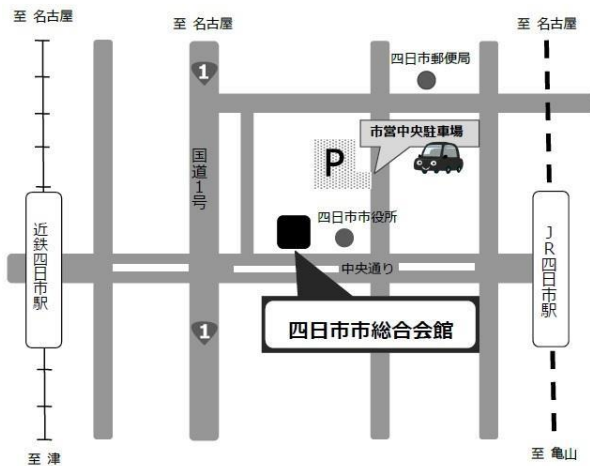 至 名古屋
至 名古屋
至 名古屋
四日市郵便局
1
市営中央駐車場
P
国道1号
四日市市役所
近鉄四日市駅
JR四日市駅
中央通り
四日市市総合会館
1
至 津
至 亀山